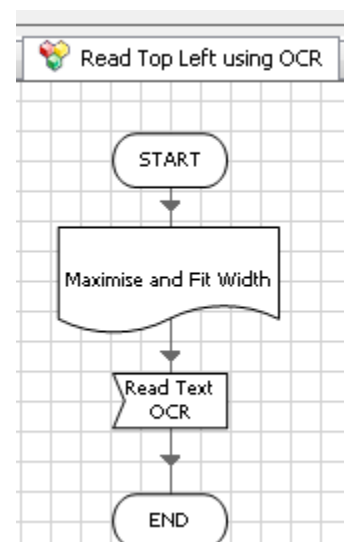 Read Top Left using OCR
START
Maximise and Fit Width
Read Text
OCR
END